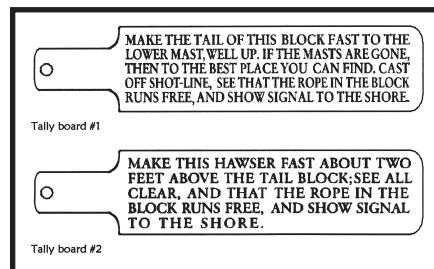 MAKE THE TAIL OF THIS BLOCK FAST TO THE
LOWER MAST, WELL UP. IF THE MASTS ARE GONE,
THEN TO THE BEST PLACE YOU CAN FIND. CAST
OFF SHOT-LINE, SEE THAT THE ROPE IN THE BLOCK
RUNS FREE, AND SHOW SIGNAL TO THE SHORE.
Tally board #1
MAKE THIS HAWSER FAST ABOUT TWO
FEET ABOVE THE TAIL BLOCK; SEE ALL
CLEAR, AND THAT THE ROPE IN THE
BLOCK RUNS FREE, AND SHOW SIGNAL
TO THE SHORE.
Tally board #2